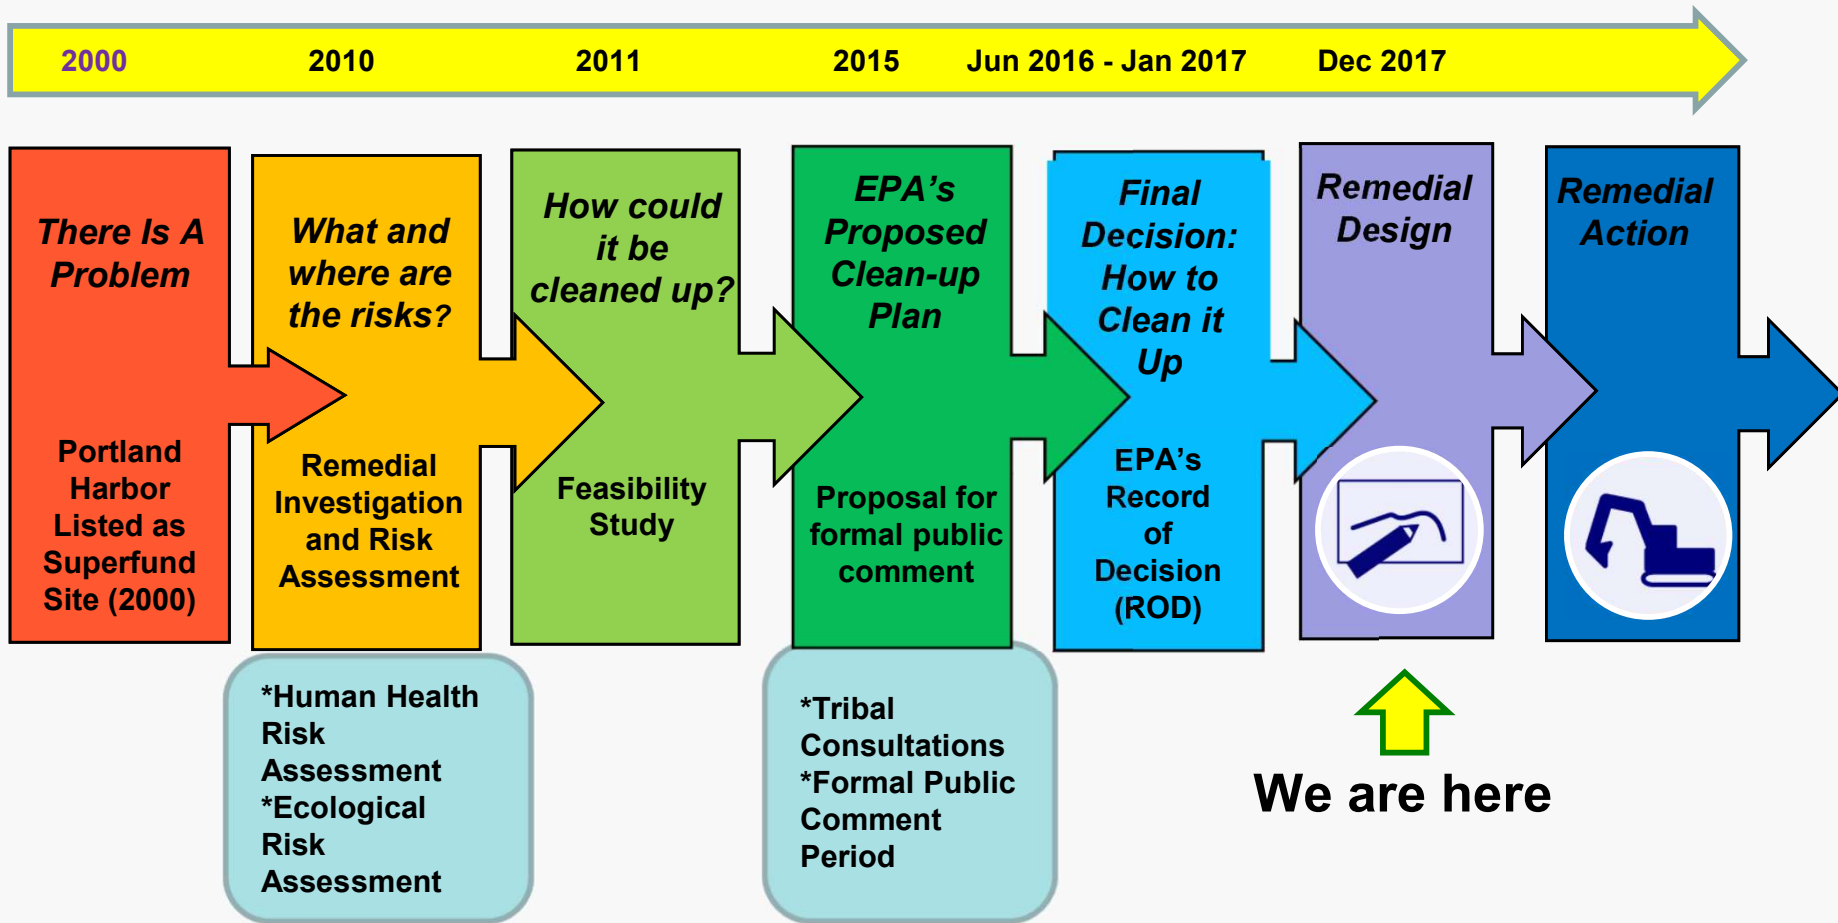 2000 2010 2011 2015 Jun 2016 - Jan 2017 Dec 2017
There Is A
Problem
Portland
Harbor
Listed as
Superfund
Site (2000)
What and
where are
the risks?
Remedial
Investigation
and Risk
Assessment
*Human Health
Risk
Assessment
*Ecological
Risk
Assessment
How could
it be
cleaned up?
Feasibility
Study
EPA's
Proposed
Clean-up
Plan
Proposal for
formal public
comment
*Tribal
Consultations
*Formal Public
Comment
Period
Final
Decision:
How to
Clean it
Up
EPA's
Record
of
Decision
(ROD)
Remedial
Design
We are here
Remedial
Action